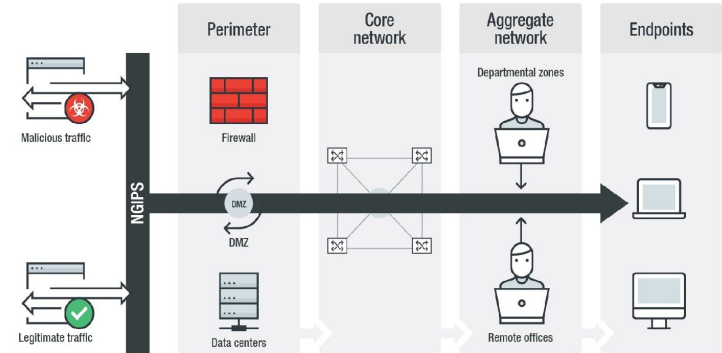 Perimeter
Core
network
Aggregate
network
Endpoints
Departmental zones
Malicious traffic
Firewall
NGIPS
DMZ
DMZ
Legitimate traffic
Data centers
Remote offices